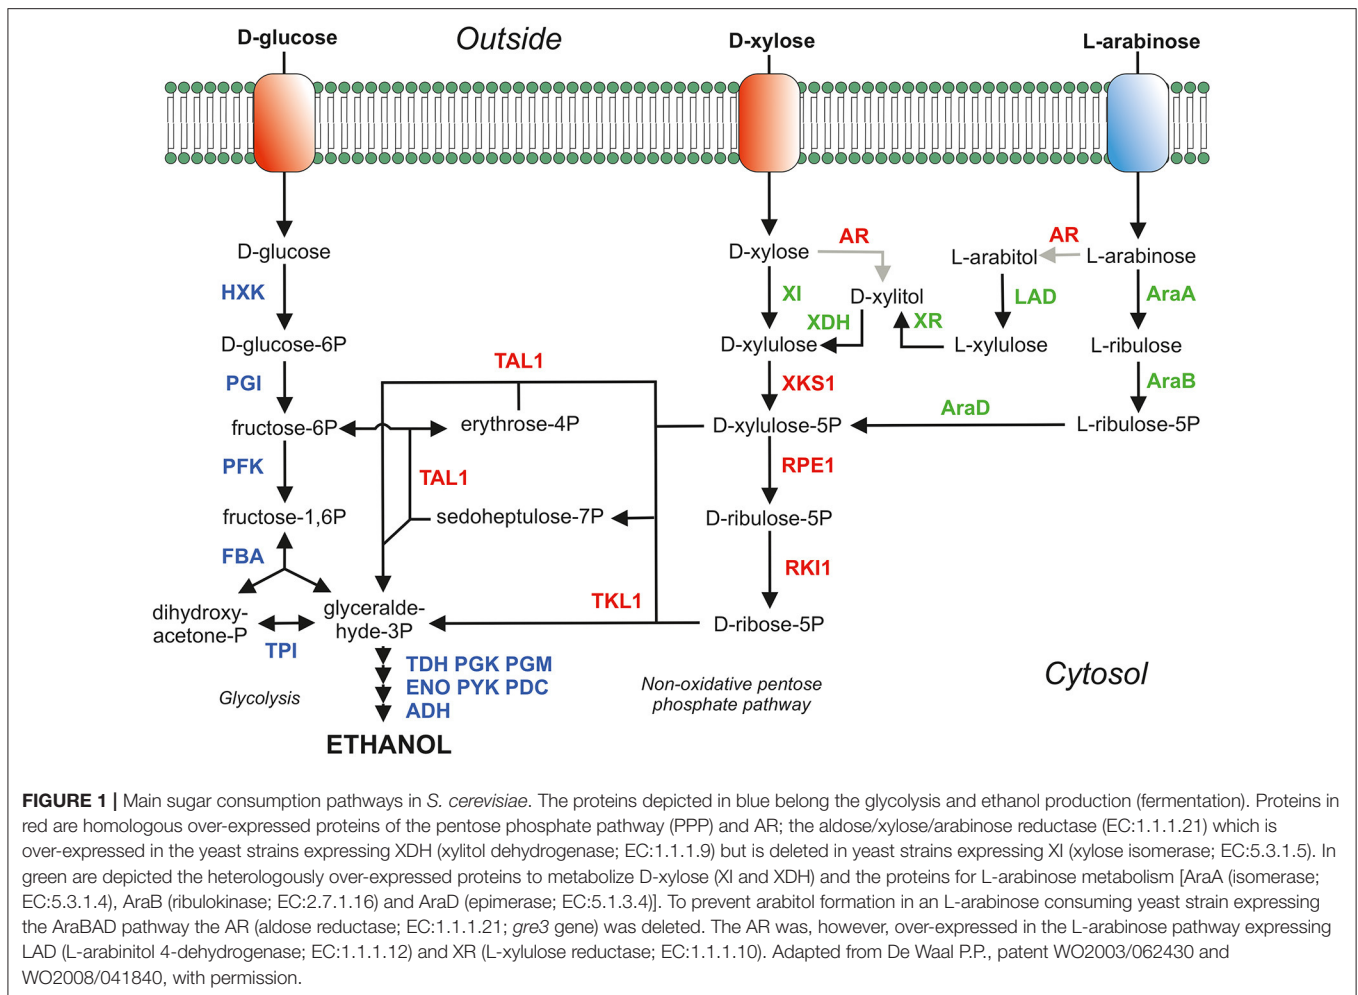 D-glucose
Outside
D-xylose
L-arabinose
D-glucose
D-xylose
AR
L-arabitol
AR
L-arabinose
HXK
XI
D-xylitol
LAD
AraA
XDH
XR
D-glucose-6P
D-xylulose
L-xylulose
L-ribulose
TAL1
PGI
XKS1
AraB
AraD
fructose-6P
erythrose-4P
D-xylulose-5P
L-ribulose-5P
PFK
TAL1
RPE1
fructose-1,6P
sedoheptulose-7P
D-ribulose-5P
FBA
RKI1
dihydroxy-
acetone-P
glyceralde-
hyde-3P
TKL1
D-ribose-5P
TPI
TDH PGK PGM
ENO PYK PDC
ADH
Glycolysis
Non-oxidative pentose
phosphate pathway
Cytosol
ETHANOL
FIGURE 1 | Main sugar consumption pathways in S. cerevisiae. The proteins depicted in blue belong the glycolysis and ethanol production (fermentation). Proteins in
red are homologous over-expressed proteins of the pentose phosphate pathway (PPP) and AR; the aldose/xylose/arabinose reductase (EC:1.1.1.21) which is
over-expressed in the yeast strains expressing XDH (xylitol dehydrogenase; EC:1.1.1.9) but is deleted in yeast strains expressing XI (xylose isomerase; EC:5.3.1.5). In
green are depicted the heterologously over-expressed proteins to metabolize D-xylose (XI and XDH) and the proteins for L-arabinose metabolism [AraA (isomerase;
EC:5.3.1.4), AraB (ribulokinase; EC:2.7.1.16) and AraD (epimerase; EC:5.1.3.4)]. To prevent arabitol formation in an L-arabinose consuming yeast strain expressing
the AraBAD pathway the AR (aldose reductase; EC:1.1.1.21; gre3 gene) was deleted. The AR was, however, over-expressed in the L-arabinose pathway expressing
LAD (L-arabinitol 4-dehydrogenase; EC:1.1.1.12) and XR (L-xylulose reductase; EC:1.1.1.10). Adapted from De Waal P.P., patent WO2003/062430 and
WO2008/041840, with permission.